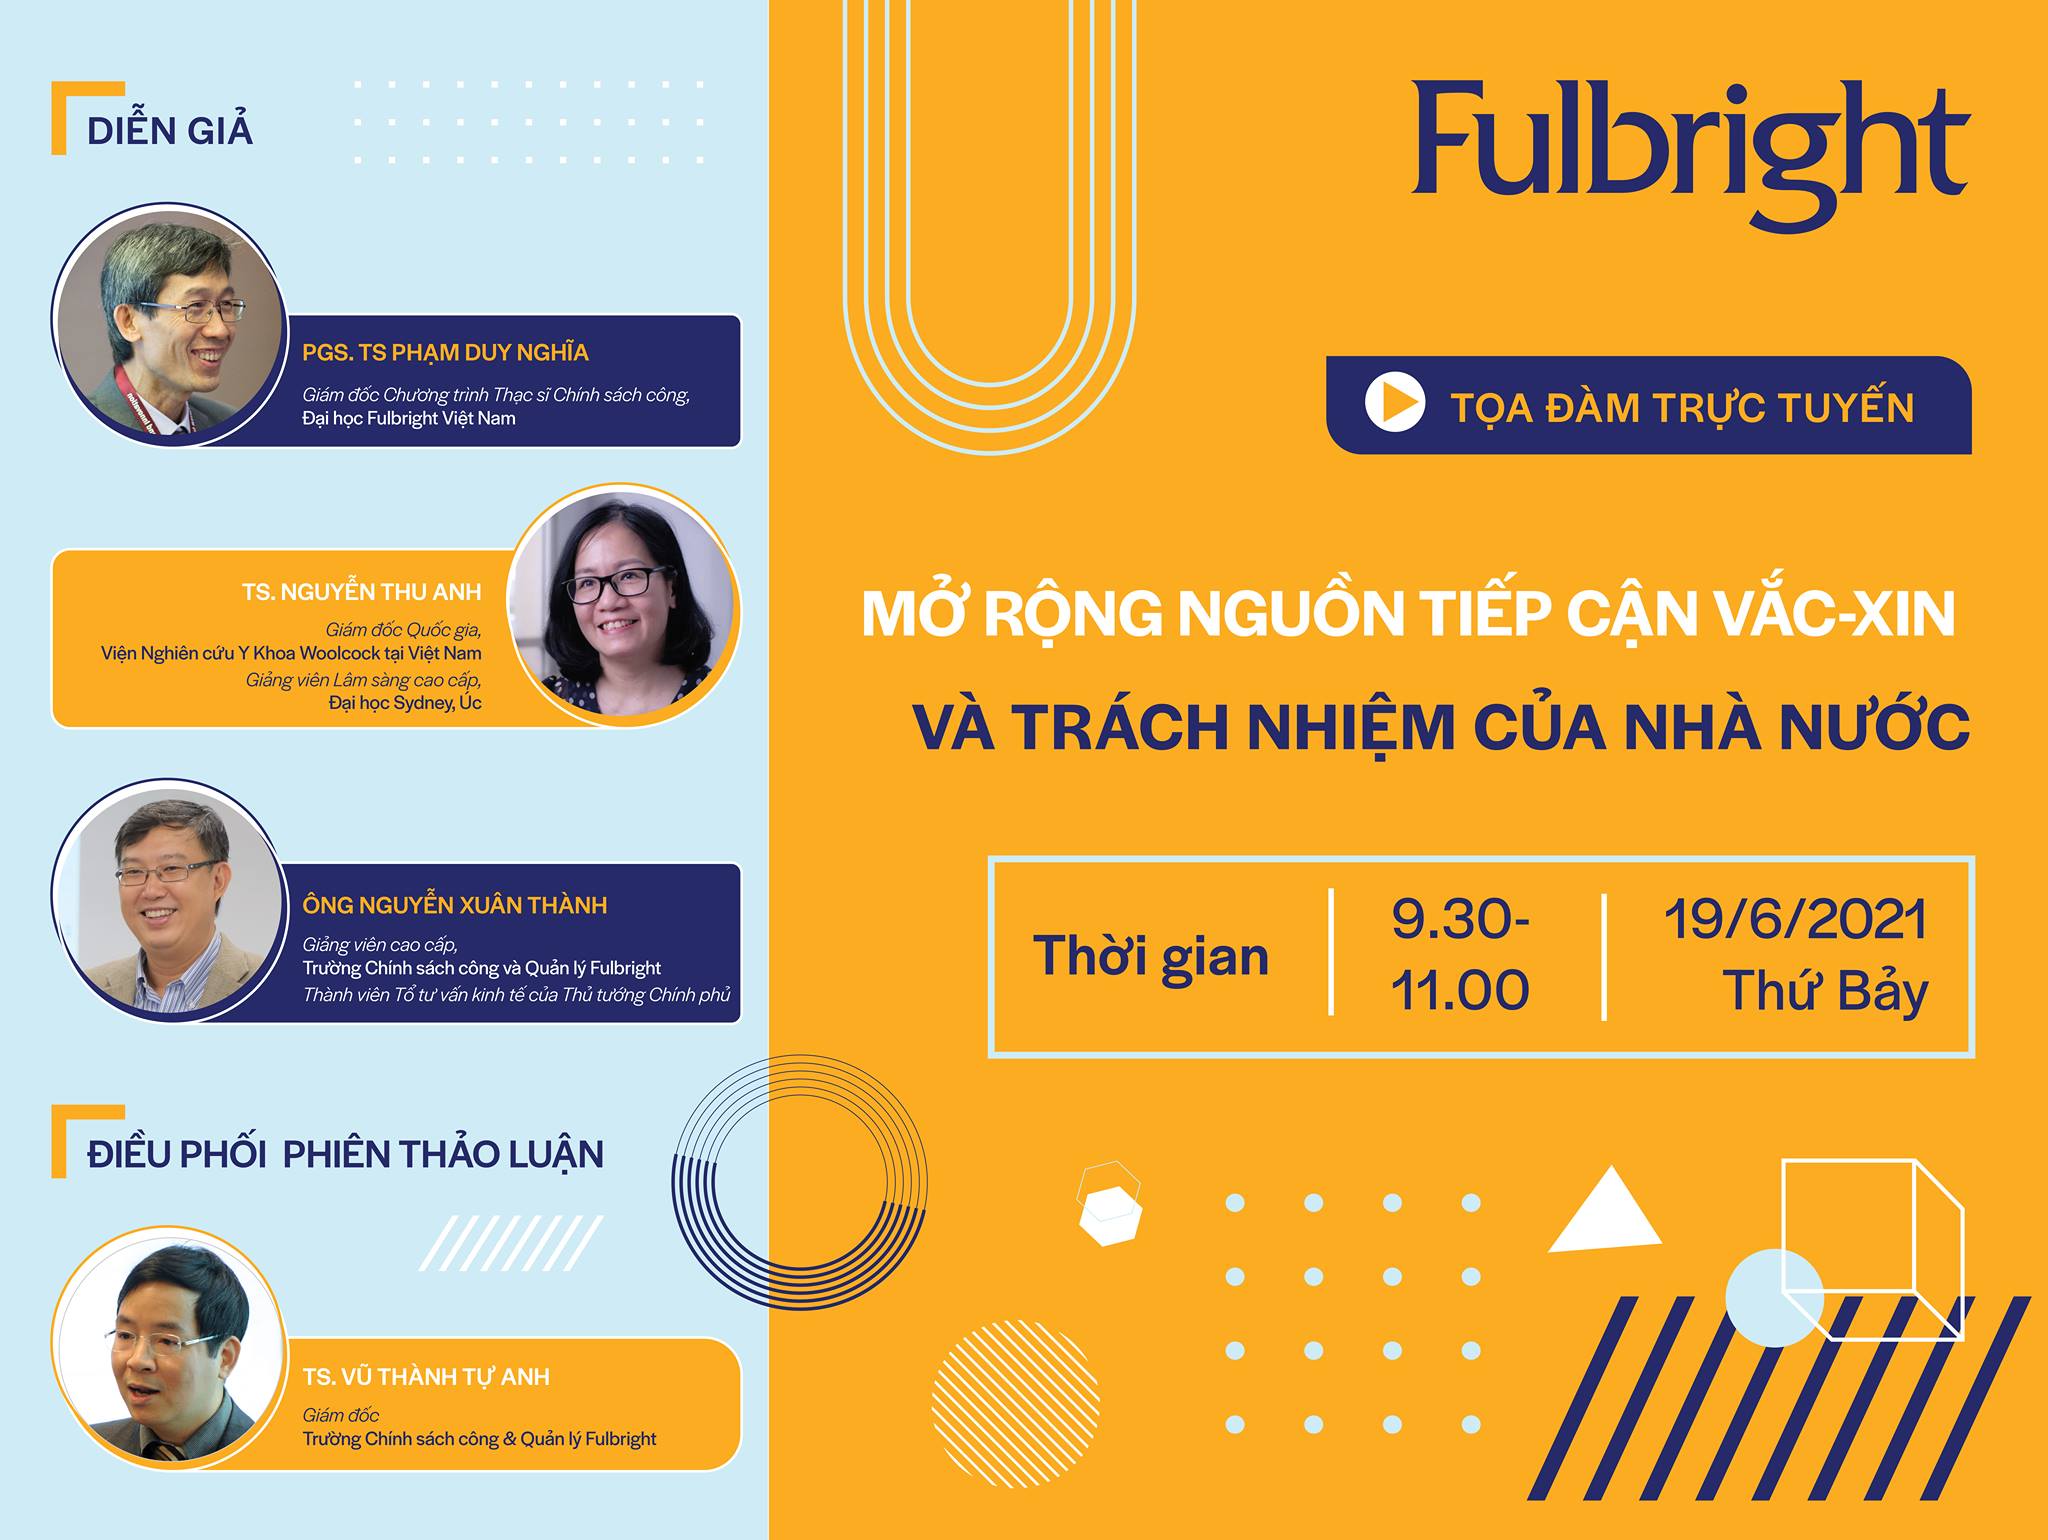 DIỄN GIẢ
PGS. TS PHẠM DUY NGHĨA
Giám đốc Chương trình Thạc sĩ Chính sách công,
Đại học Fulbright Việt Nam
TS. NGUYỄN THU ANH
Giám đốc Quốc gia,
Viện Nghiên cứu Y Khoa Woolcock tại Việt Nam
Giảng viên Lâm sàng cao cấp,
Đại học Sydney, Úc
ÔNG NGUYỄN XUÂN THÀNH
Giảng viên cao cấp,
Trường Chính sách công và Quản lý Fulbright
Thành viên Tổ tư vấn kinh tế của Thủ tướng Chính phủ
ĐIỀU PHỐI PHIÊN THẢO LUẬN
TS. VŨ THÀNH TỰ ANH
Giám đốc
Trường Chính sách công & Quản lý Fulbright
Fulbright
TỌA ĐÀM TRỰC TUYẾN
MỞ RỘNG NGUỒN TIẾP CẬN VẮC-XIN
VÀ TRÁCH NHIỆM CỦA NHÀ NƯỚC
Thời gian
9.30-
11.00
19/6/2021
Thứ Bảy